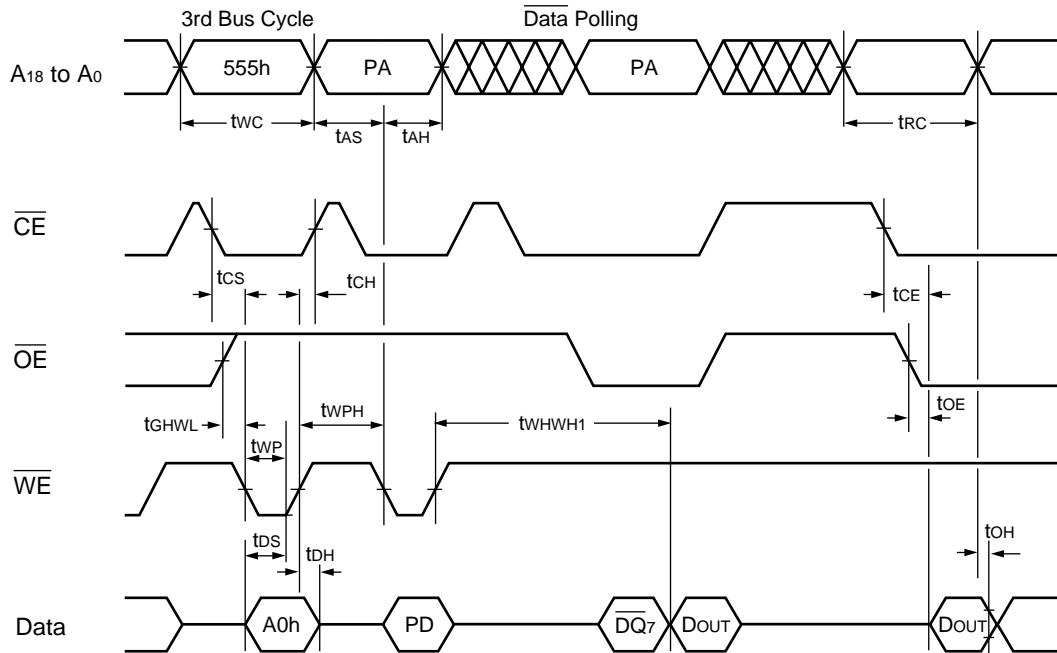 3rd Bus Cycle
Data Polling
A18 to A0
555h
PA
PA
tWC
tAS
tAH
tRC
CE
tCS
tCH
tCE
OE
tGHWL
tWP
tWPH
tWHWH1
tOE
WE
tDS
tDH
tOH
Data
A0h
PD
DQ7
DOUT
DOUT